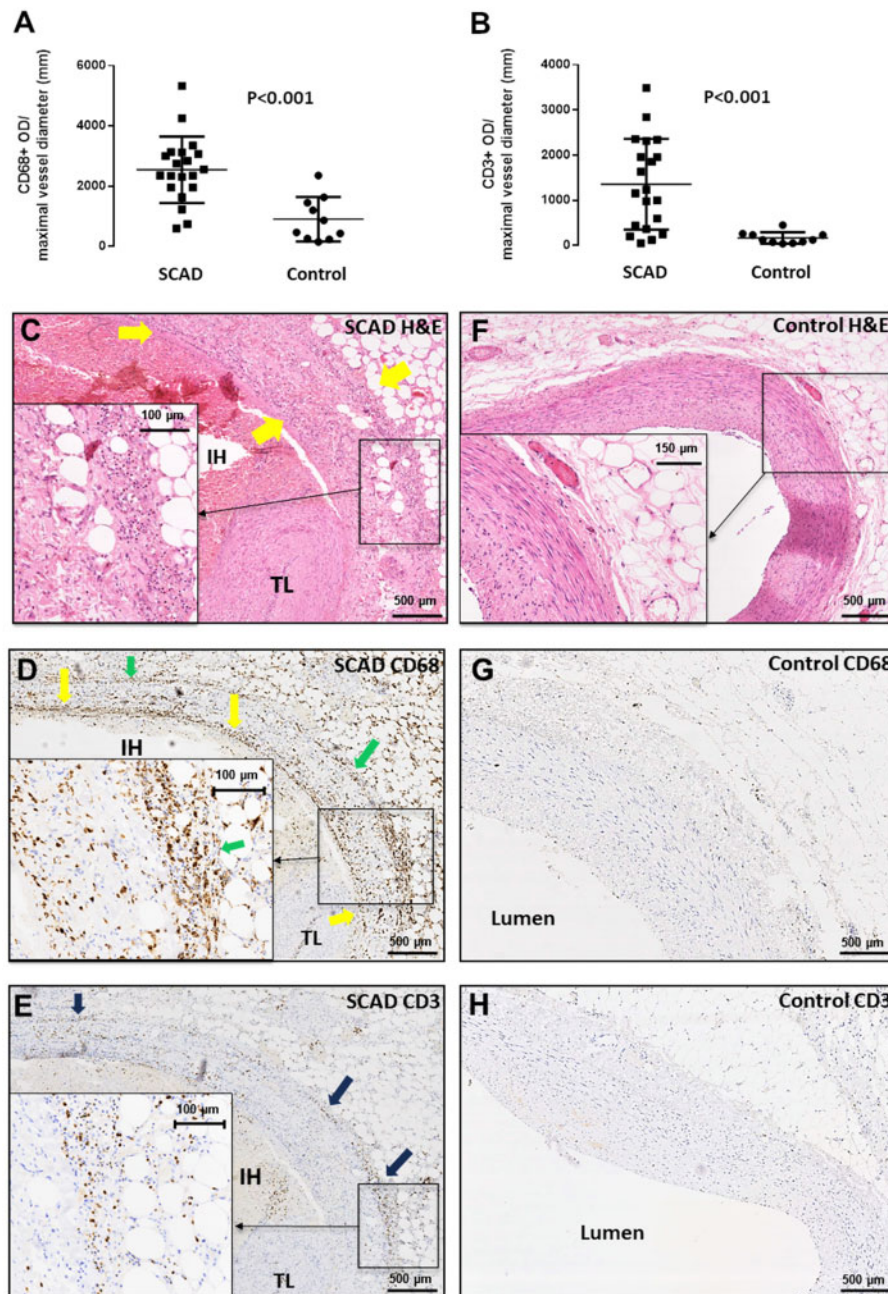 A
CD68+ OD/
maximal vessel diameter (mm)
6000
4000
2000
0
P<0.001
SCAD
Control
B
CD3+ OD/
maximal vessel diameter (mm)
4000
3000
2000
1000
0
P<0.001
SCAD
Control
C
SCAD H&E
100 µm
IH
TL
500 µm
F
Control H&E
150 µm
500 µm
D
SCAD CD68
IH
100 µm
TL
500 µm
G
Control CD68
Lumen
500 µm
E
SCAD CD3
100 µm
IH
TL
500 µm
H
Control CD3
Lumen
500 µm